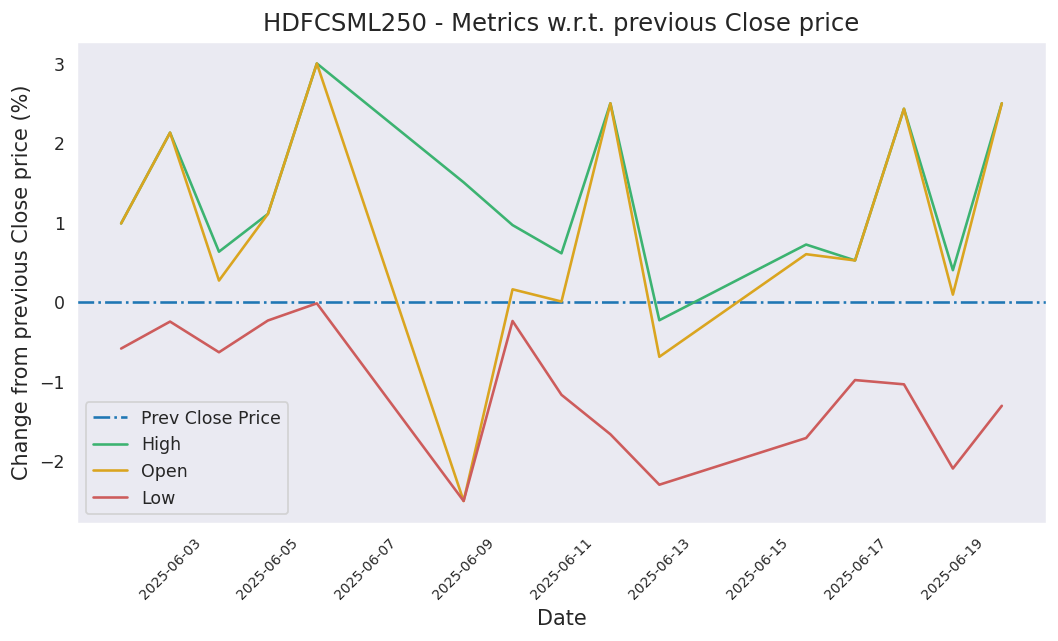 HDFCSML250 - Metrics w.r.t. previous Close price
Change from previous Close price (%)
3
2
1
0
−1
−2
Prev Close Price
High
Open
Low
2025-06-03
2025-06-05
2025-06-07
2025-06-09
2025-06-11
2025-06-13
2025-06-15
2025-06-17
2025-06-19
Date